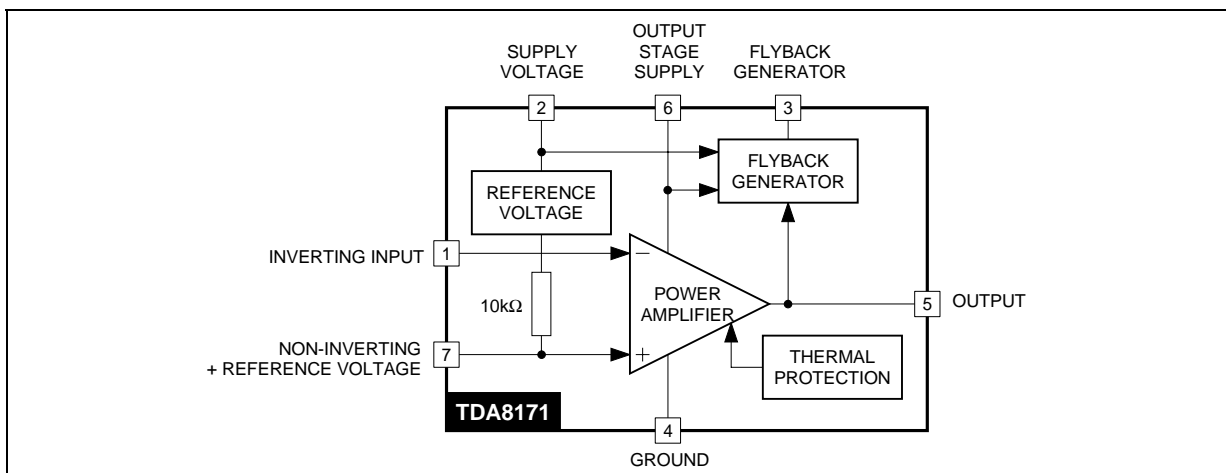 SUPPLY
VOLTAGE
OUTPUT
STAGE
SUPPLY
FLYBACK
GENERATOR
2
6
3
REFERENCE
VOLTAGE
FLYBACK
GENERATOR
INVERTING INPUT
1
−
10kΩ
POWER
AMPLIFIER
5
OUTPUT
NON-INVERTING
+ REFERENCE VOLTAGE
7
+
THERMAL
PROTECTION
TDA8171
4
GROUND